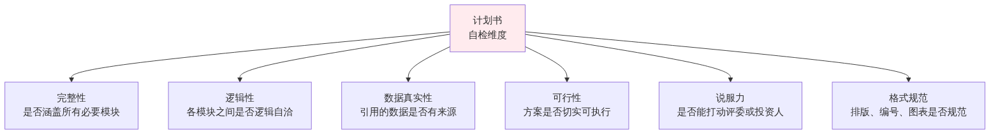 计划书
自检维度
完整性
是否涵盖所有必要模块
逻辑性
各模块之间是否逻辑自洽
数据真实性
引用的数据是否有来源
可行性
方案是否切实可执行
说服力
是否能打动评委或投资人
格式规范
排版、编号、图表是否规范